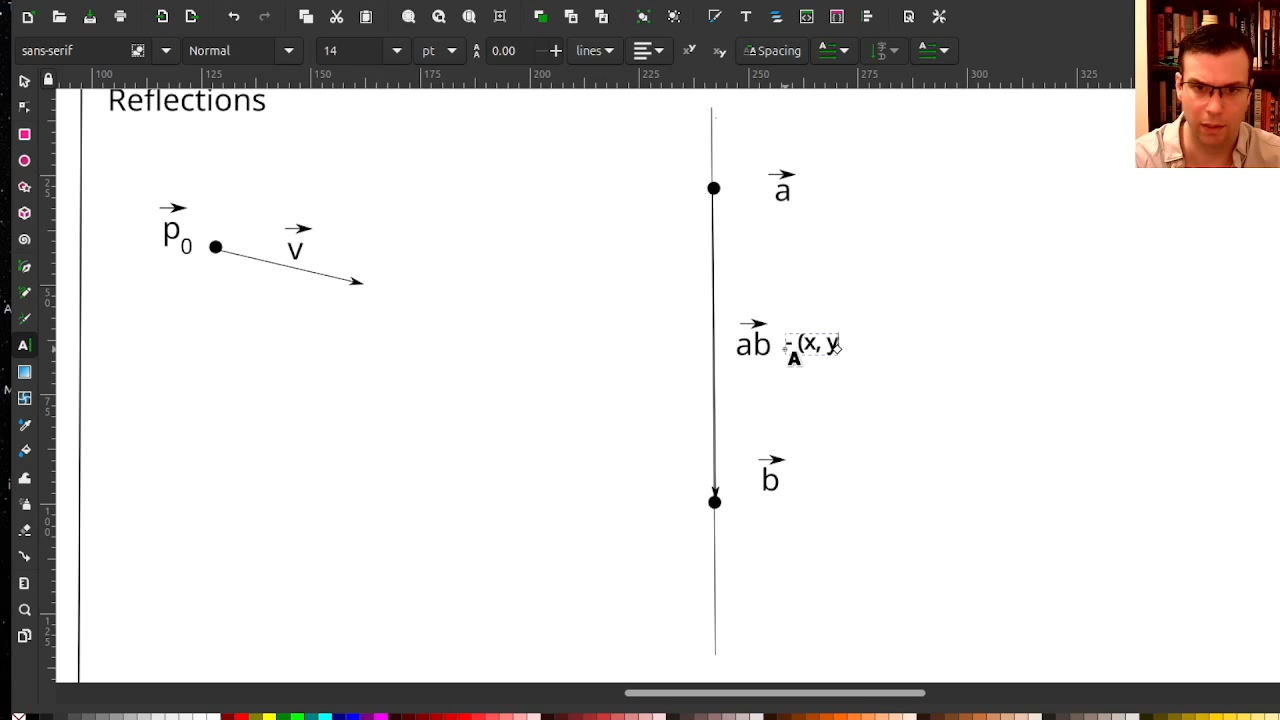 sans-serif Normal 14 pt 0.00 lines Spacing
100 125 150 175 200 225 250 275 300 325
Reflections
a
p0
v
ab - (x, y
b